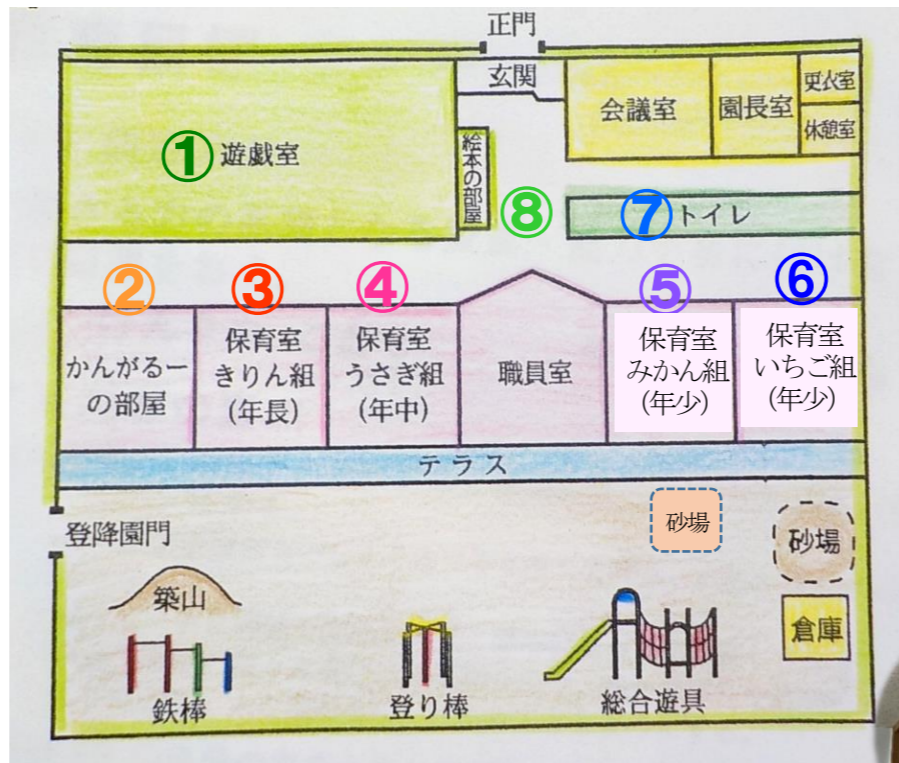 正門
玄関
会議室
園長室
更衣室
休憩室
① 遊戯室
絵本の部屋
⑧
⑦ トイレ
②
③
④
⑤
⑥
かんがるー
の部屋
保育室
きりん組
(年長)
保育室
うさぎ組
(年中)
職員室
保育室
みかん組
(年少)
保育室
いちご組
(年少)
テラス
登降園門
砂場
砂場
築山
倉庫
鉄棒
登り棒
総合遊具